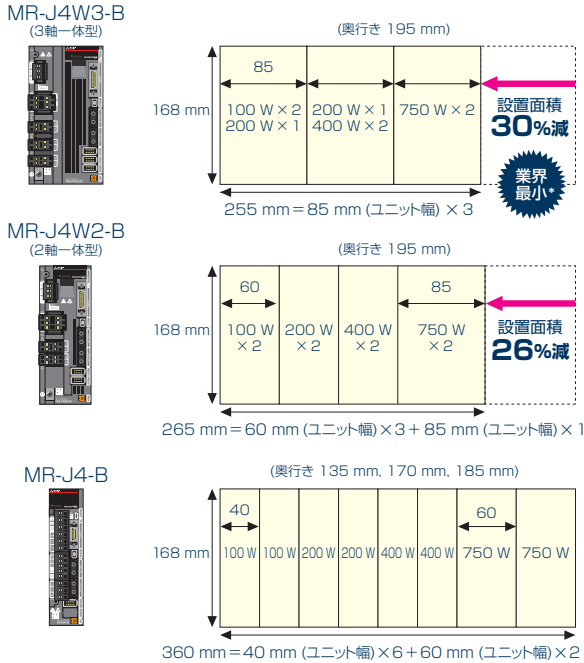 MR-J4W3-B
(3軸一体型)
(奥行き 195 mm)
85
168 mm
100 W×2
200 W×1
200 W×1
400 W×2
750 W×2
設置面積
30%減
業界
最小*
255 mm=85 mm (ユニット幅) ×3
MR-J4W2-B
(2軸一体型)
(奥行き 195 mm)
60
85
168 mm
100 W
×2
200 W
×2
400 W
×2
750 W
×2
設置面積
26%減
265 mm=60 mm (ユニット幅)×3+85 mm (ユニット幅)×1
MR-J4-B
(奥行き 135 mm, 170 mm, 185 mm)
40
60
168 mm
100 W
100 W
200 W
200 W
400 W
400 W
750 W
750 W
360 mm=40 mm (ユニット幅)×6+60 mm (ユニット幅)×2